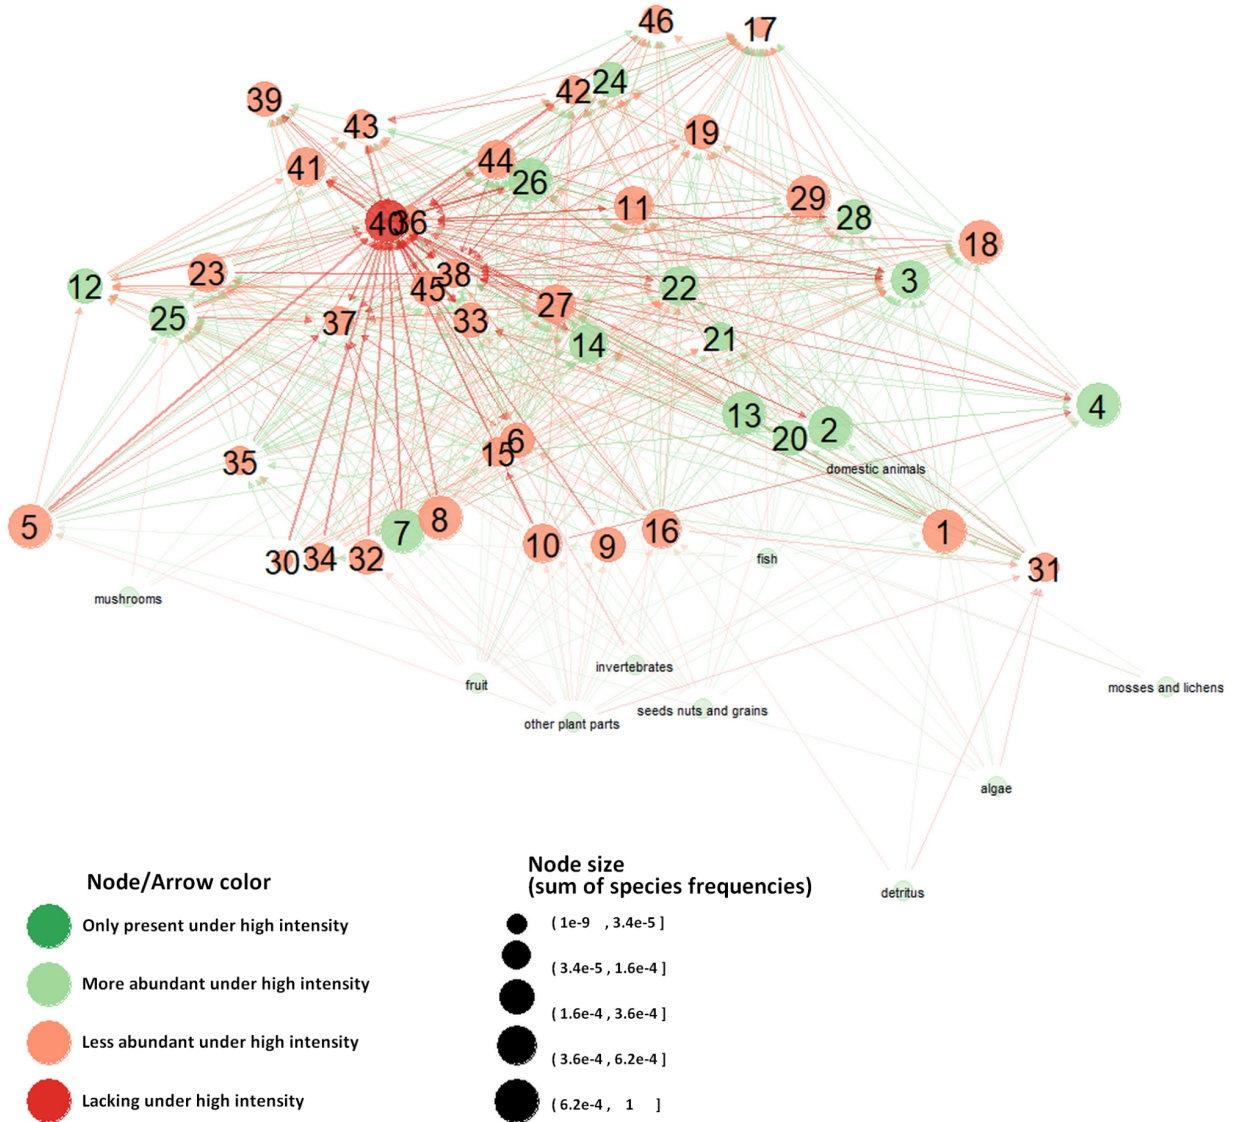 46
17
24
42
39
43
19
44
41
26
29
11
28
40
36
18
23
38
3
12
45
22
27
25
33
37
21
14
4
13
2
20
6
15
35
domestic animals
8
5
7
16
1
10
9
30
34
32
fish
31
mushrooms
invertebrates
fruit
mosses and lichens
seeds nuts and grains
other plant parts
algae
detritus
Node/Arrow color
Only present under high intensity
More abundant under high intensity
Less abundant under high intensity
Lacking under high intensity
Node size
(sum of species frequencies)
( 1e-9 , 3.4e-5 ]
( 3.4e-5 , 1.6e-4 ]
( 1.6e-4 , 3.6e-4 ]
( 3.6e-4 , 6.2e-4 ]
( 6.2e-4 , 1 ]